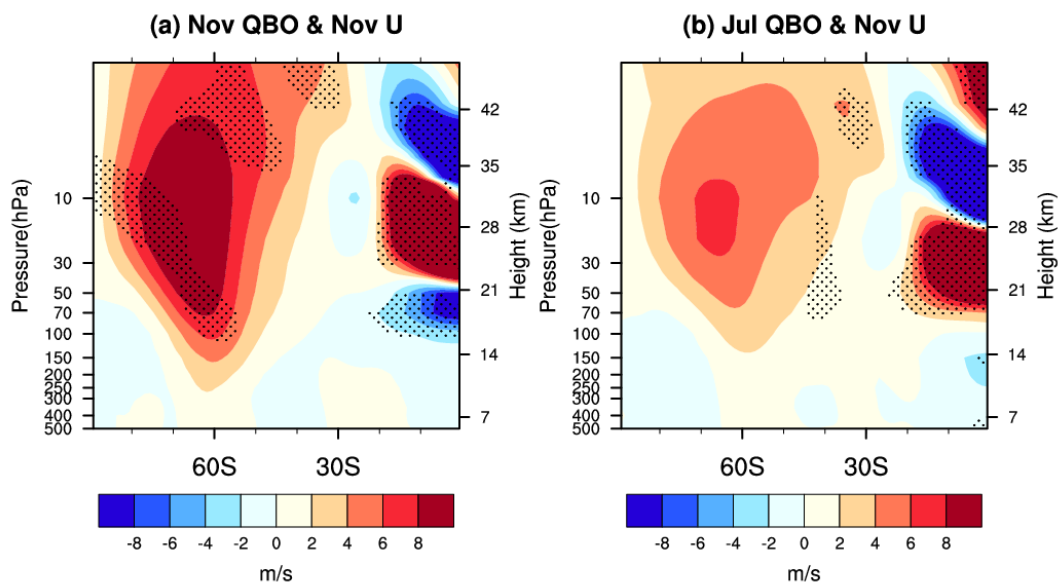 (a) Nov QBO & Nov U
Pressure(hPa)
10
30
50
70
100
150
200
250
300
400
500
42
35
28
21
14
7
Height (km)
60S 30S
-8 -6 -4 -2 0 2 4 6 8
m/s
(b) Jul QBO & Nov U
Pressure(hPa)
10
30
50
70
100
150
200
250
300
400
500
42
35
28
21
14
7
Height (km)
60S 30S
-8 -6 -4 -2 0 2 4 6 8
m/s